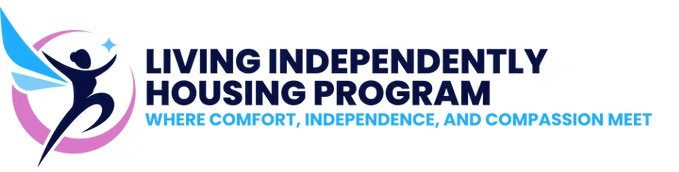 LIVING INDEPENDENTLY
HOUSING PROGRAM
WHERE COMFORT, INDEPENDENCE, AND COMPASSION MEET